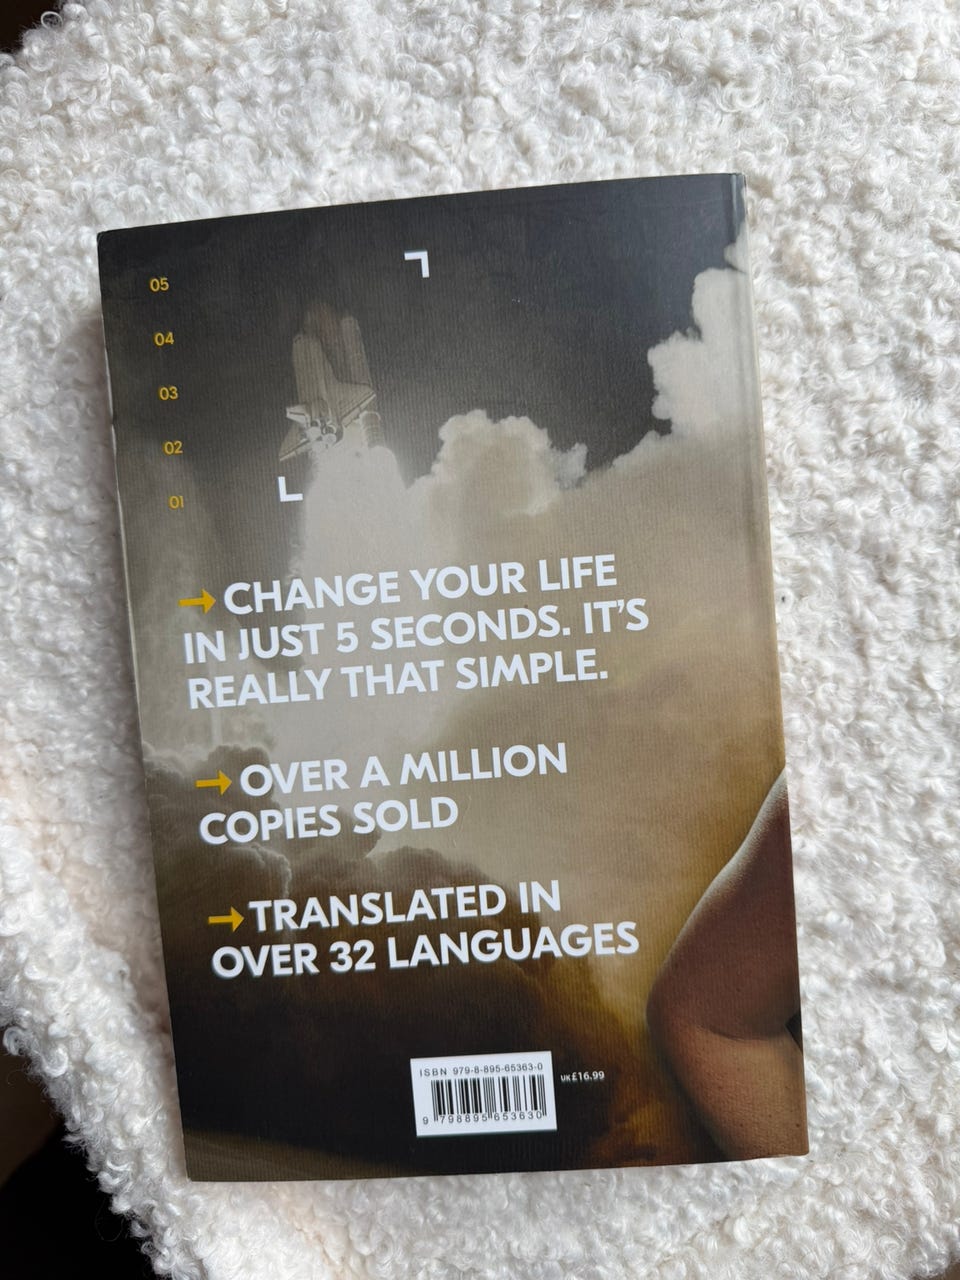 05
04
03
02
01
→ CHANGE YOUR LIFE
IN JUST 5 SECONDS. IT'S
REALLY THAT SIMPLE.
→ OVER A MILLION
COPIES SOLD
→ TRANSLATED IN
OVER 32 LANGUAGES
ISBN 979-8-895-65363-0
UK£16.99
9 798895 653630